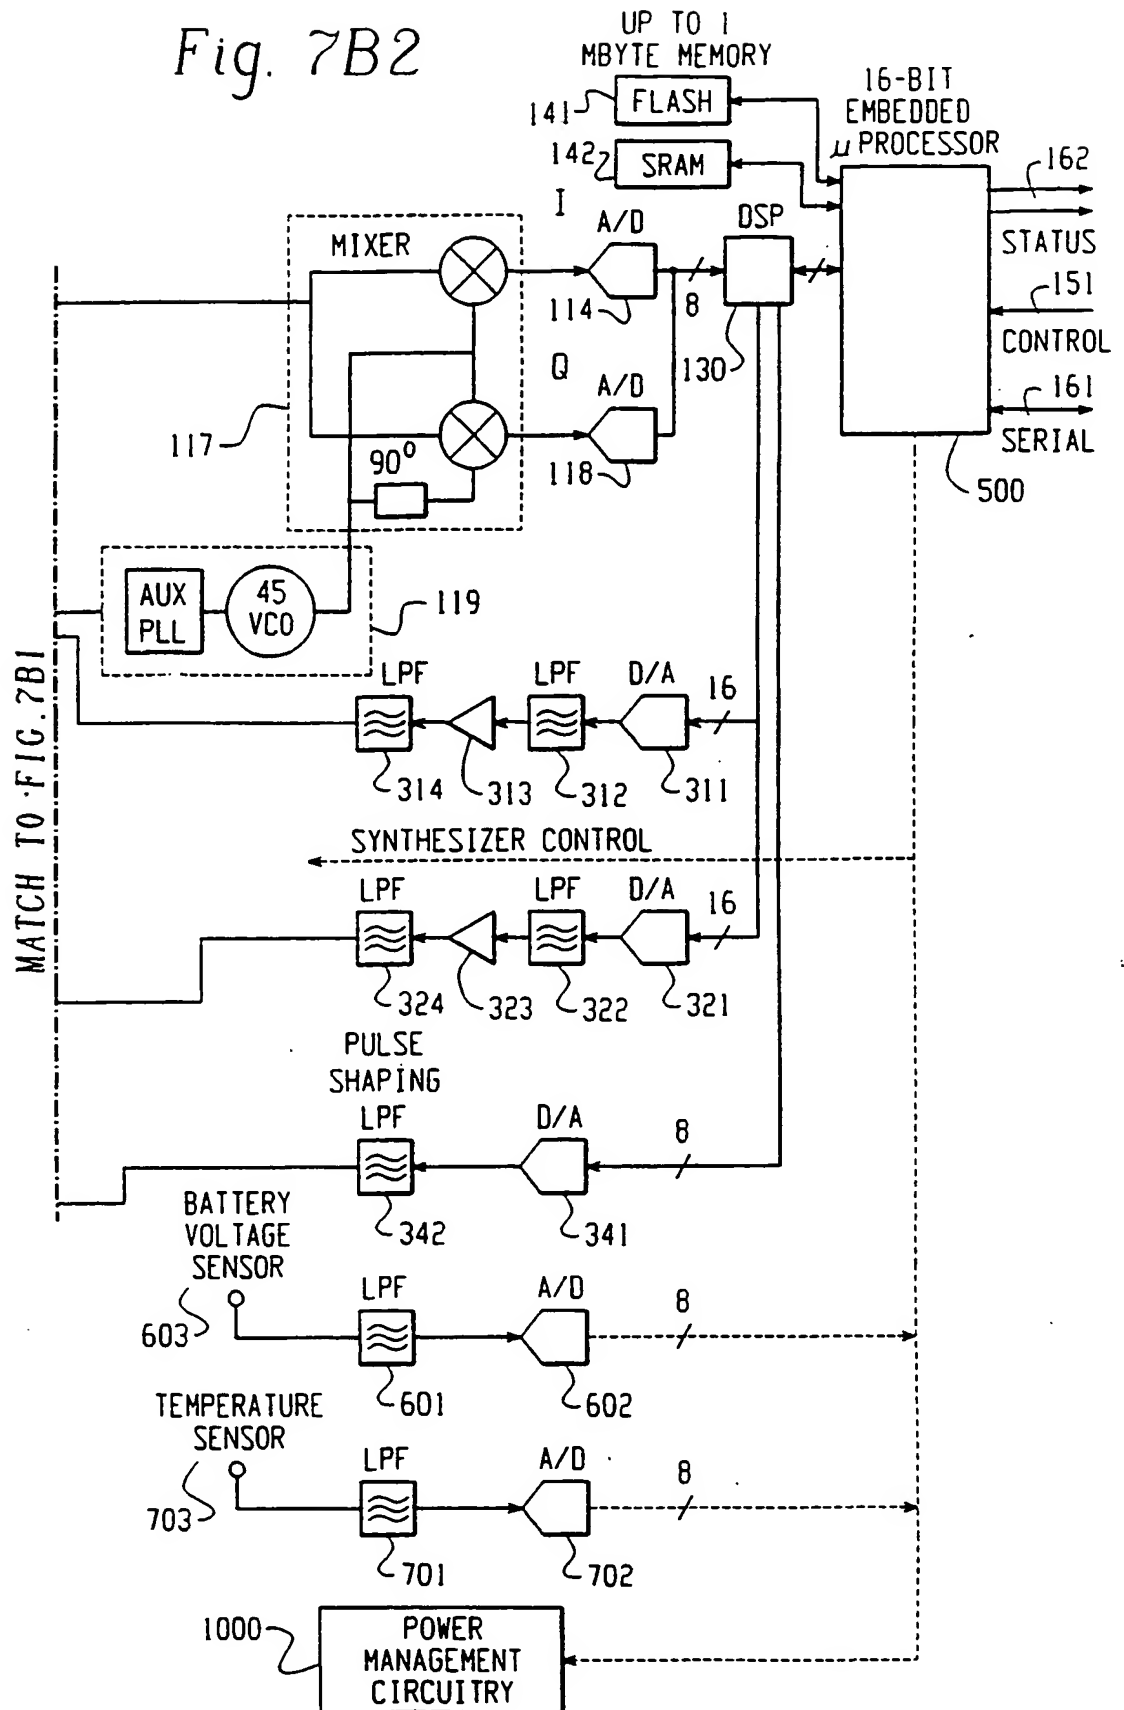 Fig. 7B2
UP TO 1
MBYTE MEMORY
141
FLASH
142
SRAM
16-BIT
EMBEDDED
μ PROCESSOR
162
STATUS
151
CONTROL
161
SERIAL
500
I
MIXER
A/D
114
8
DSP
130
Q
A/D
118
117
90°
AUX
PLL
45
VCO
119
MATCH TO FIG. 7B1
LPF
314
313
LPF
312
D/A
311
16
SYNTHESIZER CONTROL
LPF
324
323
LPF
322
D/A
321
16
PULSE
SHAPING
LPF
342
D/A
341
8
BATTERY
VOLTAGE
SENSOR
603
LPF
601
A/D
602
8
TEMPERATURE
SENSOR
703
LPF
701
A/D
702
8
1000
POWER
MANAGEMENT
CIRCUITRY